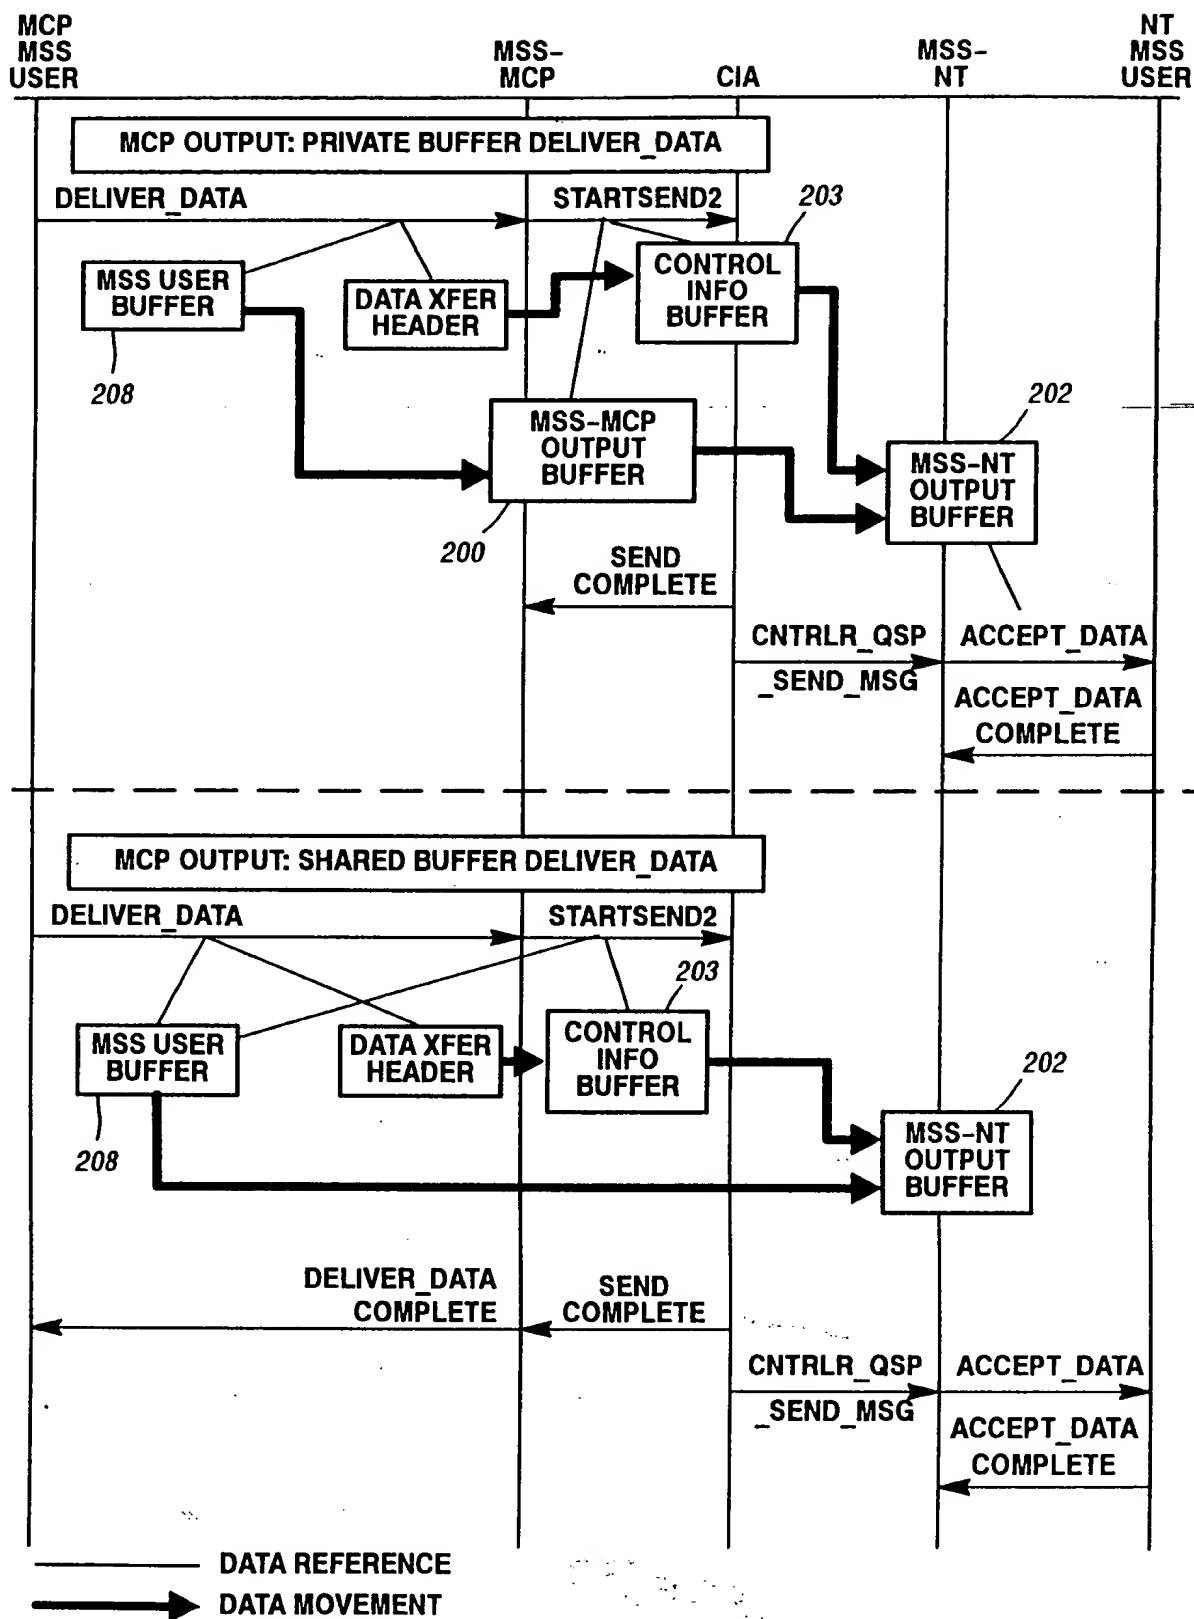 MCP
MSS
USER
MSS-
MCP
CIA
MSS-
NT
NT
MSS
USER
MCP OUTPUT: PRIVATE BUFFER DELIVER_DATA
DELIVER_DATA
STARTSEND2
203
MSS USER
BUFFER
DATA XFER
HEADER
CONTROL
INFO
BUFFER
208
MSS-MCP
OUTPUT
BUFFER
202
MSS-NT
OUTPUT
BUFFER
200
SEND
COMPLETE
CNTRLR_QSP
_SEND_MSG
ACCEPT_DATA
ACCEPT_DATA
COMPLETE
MCP OUTPUT: SHARED BUFFER DELIVER_DATA
DELIVER_DATA
STARTSEND2
203
MSS USER
BUFFER
DATA XFER
HEADER
CONTROL
INFO
BUFFER
202
208
MSS-NT
OUTPUT
BUFFER
DELIVER_DATA
COMPLETE
SEND
COMPLETE
CNTRLR_QSP
_SEND_MSG
ACCEPT_DATA
ACCEPT_DATA
COMPLETE
DATA REFERENCE
DATA MOVEMENT